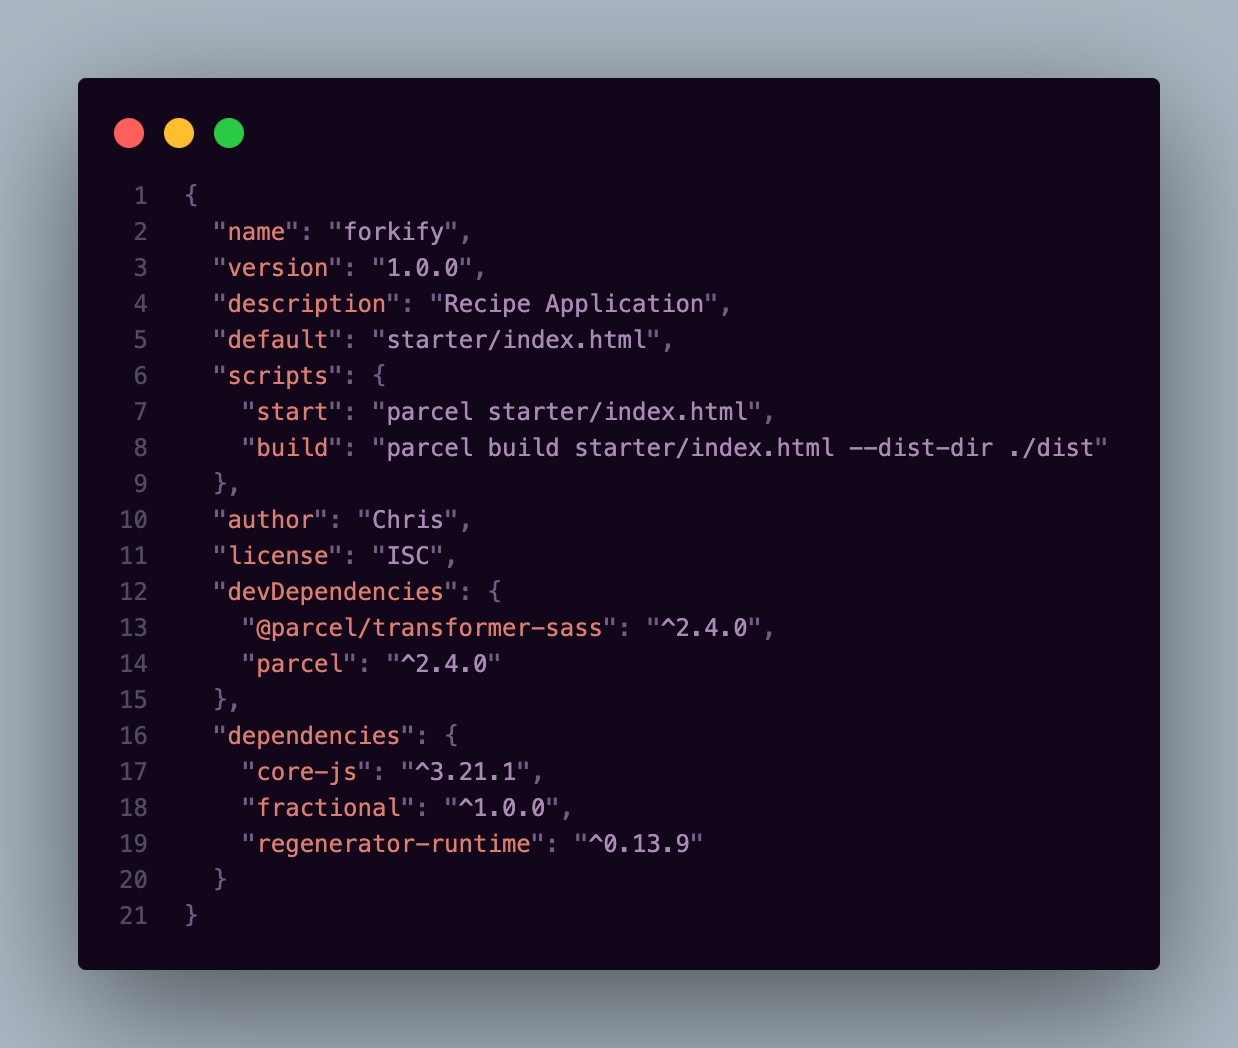 1 {
2   "name": "forkify",
3   "version": "1.0.0",
4   "description": "Recipe Application",
5   "default": "starter/index.html",
6   "scripts": {
7     "start": "parcel starter/index.html",
8     "build": "parcel build starter/index.html --dist-dir ./dist"
9   },
10   "author": "Chris",
11   "license": "ISC",
12   "devDependencies": {
13     "@parcel/transformer-sass": "^2.4.0",
14     "parcel": "^2.4.0"
15   },
16   "dependencies": {
17     "core-js": "^3.21.1",
18     "fractional": "^1.0.0",
19     "regenerator-runtime": "^0.13.9"
20   }
21 }